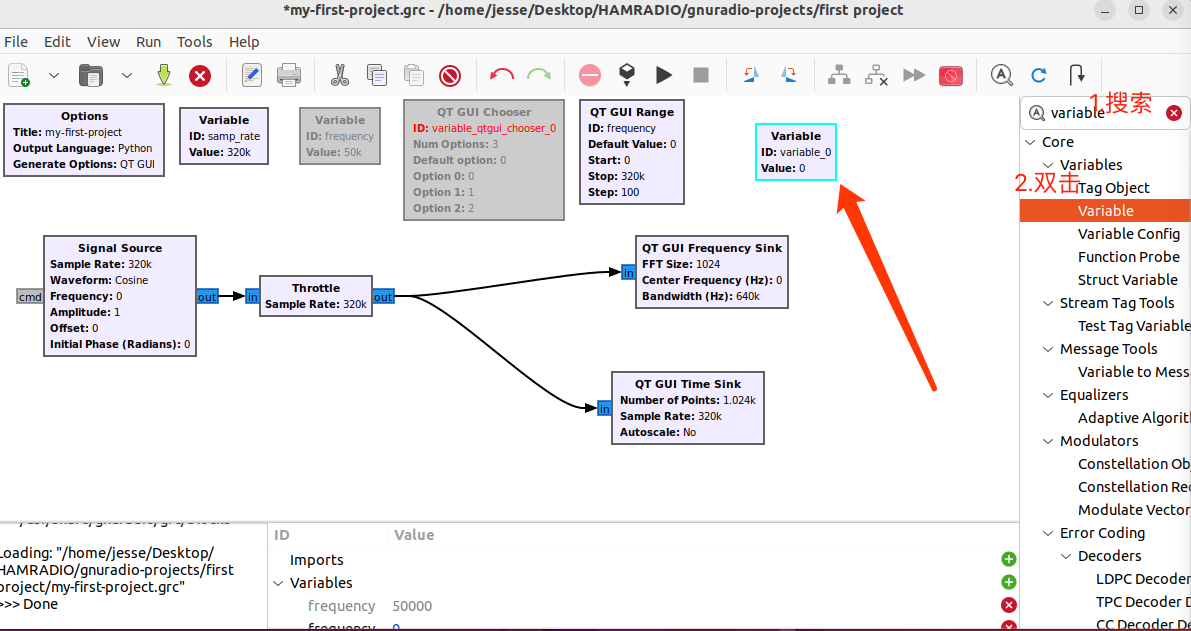 *my-first-project.grc - /home/jesse/Desktop/HAMRADIO/gnuradio-projects/first project
File Edit View Run Tools Help
Options
Title: my-first-project
Output Language: Python
Generate Options: QT GUI
Variable
ID: samp_rate
Value: 320k
Variable
ID: frequency
Value: 50k
QT GUI Chooser
ID: variable_qtgui_chooser_0
Num Options: 3
Default option: 0
Option 0: 0
Option 1: 1
Option 2: 2
QT GUI Range
ID: frequency
Default Value: 0
Start: 0
Stop: 320k
Step: 100
Variable
ID: variable_0
Value: 0
Signal Source
Sample Rate: 320k
Waveform: Cosine
Frequency: 0
Amplitude: 1
Offset: 0
Initial Phase (Radians): 0
cmd
out
in
Throttle
Sample Rate: 320k
out
in
QT GUI Frequency Sink
FFT Size: 1024
Center Frequency (Hz): 0
Bandwidth (Hz): 640k
in
QT GUI Time Sink
Number of Points: 1.024k
Sample Rate: 320k
Autoscale: No
1.搜索
variable
Core
Variables
2.双击
Tag Object
Variable
Variable Config
Function Probe
Struct Variable
Stream Tag Tools
Test Tag Variable
Message Tools
Variable to Mess
Equalizers
Adaptive Algorit
Modulators
Constellation Ob
Constellation Rec
Modulate Vector
Error Coding
Decoders
LDPC Decoder
TPC Decoder D
CC Decoder De
Loading: "/home/jesse/Desktop/
HAMRADIO/gnuradio-projects/first
project/my-first-project.grc"
>>> Done
ID Value
Imports
Variables
frequency 50000
frequency 0